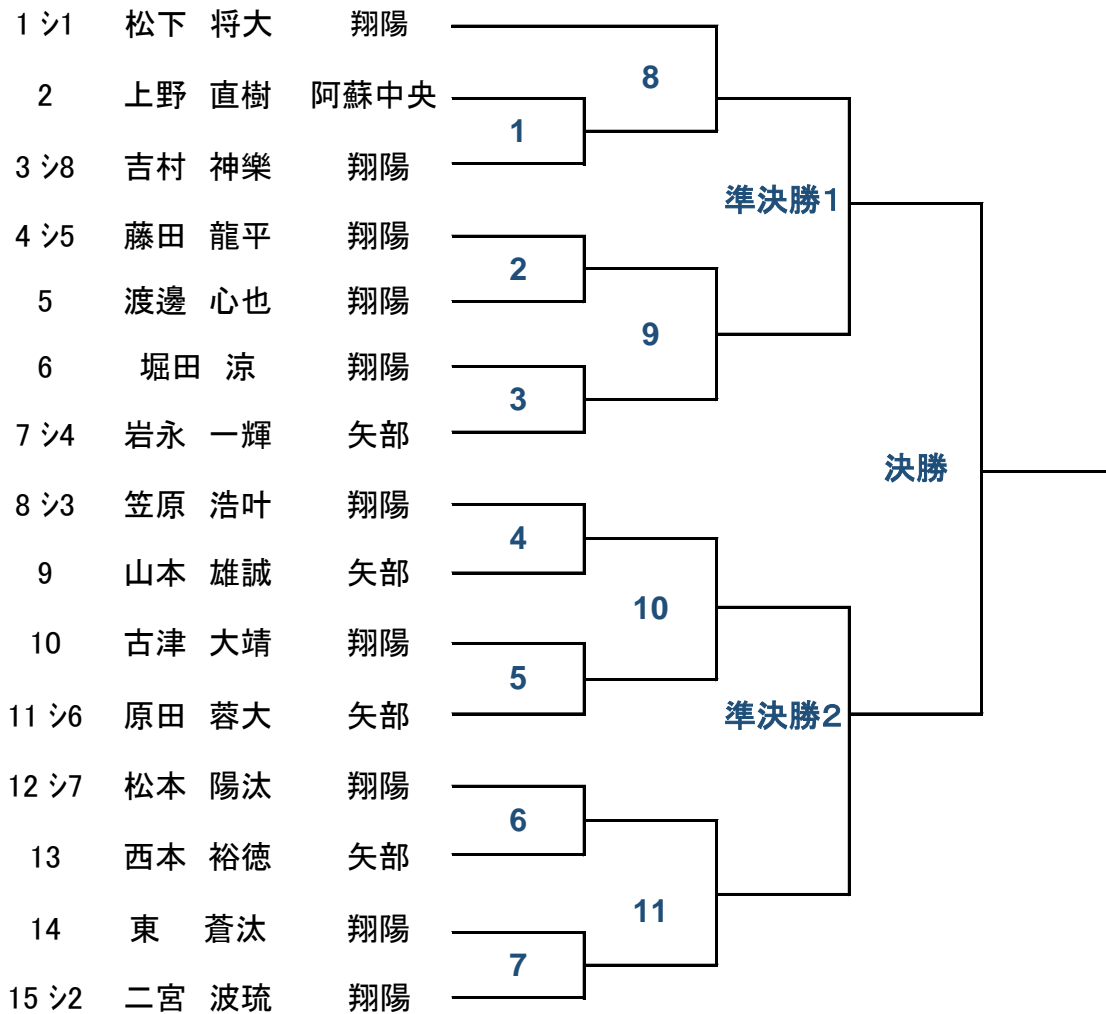 1 ｼ1 松下 将大 翔陽
8
2 上野 直樹 阿蘇中央
1
3 ｼ8 吉村 神樂 翔陽
準決勝1
4 ｼ5 藤田 龍平 翔陽
2
5 渡邊 心也 翔陽
9
6 堀田 涼 翔陽
3
7 ｼ4 岩永 一輝 矢部
決勝
8 ｼ3 笠原 浩叶 翔陽
4
9 山本 雄誠 矢部
10
10 古津 大靖 翔陽
5
11 ｼ6 原田 蓉大 矢部
準決勝2
12 ｼ7 松本 陽汰 翔陽
6
13 西本 裕徳 矢部
11
14 東 蒼汰 翔陽
7
15 ｼ2 二宮 波琉 翔陽